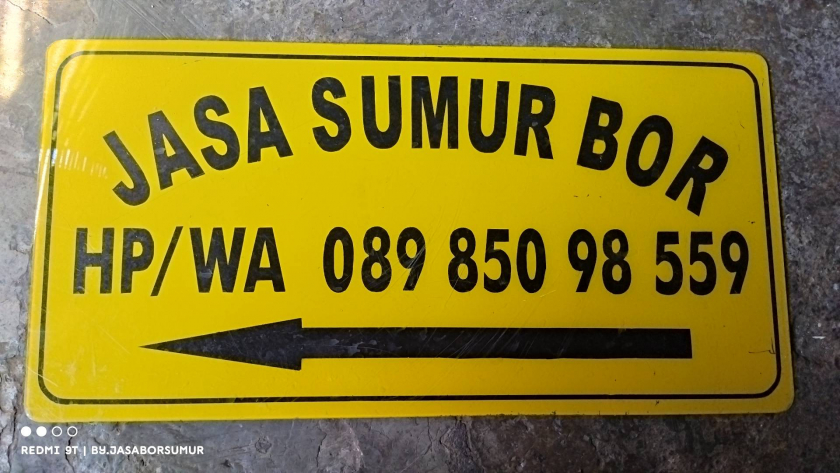 JASA SUMUR BOR
HP/WA 089 850 98 559
REDMI 9T | BY.JASABORSUMUR